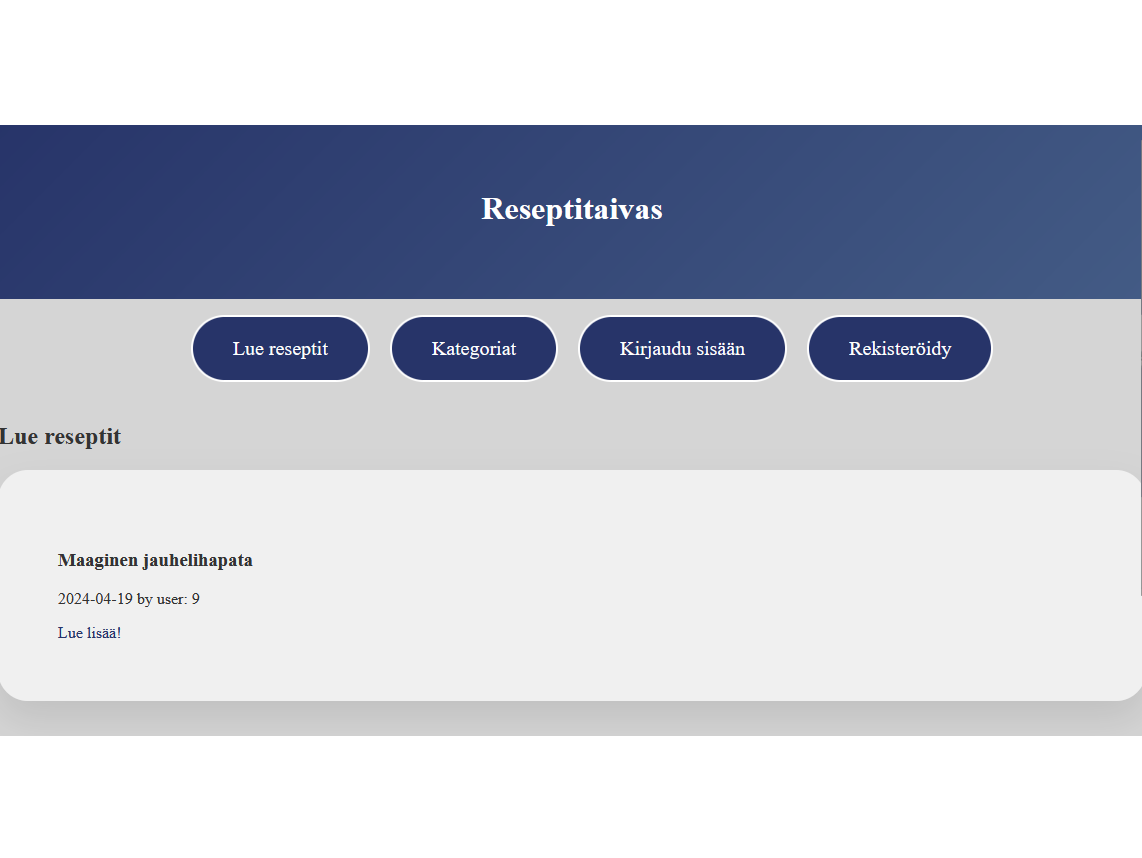 Reseptitaivas
Lue reseptit
Kategoriat
Kirjaudu sisään
Rekisteröidy
Lue reseptit
Maaginen jauhelihapata
2024-04-19 by user: 9
Lue lisää!